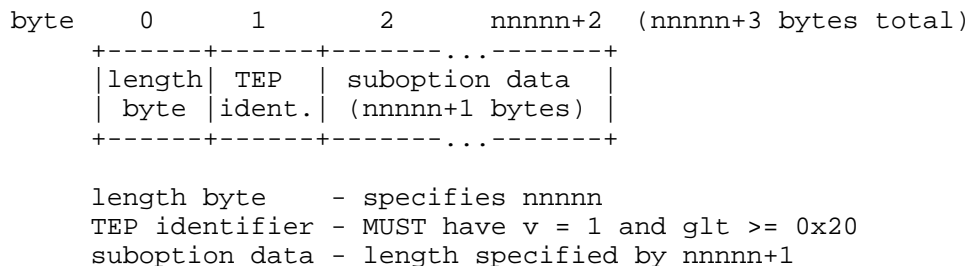 byte    0      1       2      nnnnn+2  (nnnnn+3 bytes total)
     +------+------+-------...-------+
     |length| TEP  | suboption data  |
     | byte |ident.| (nnnnn+1 bytes) |
     +------+------+-------...-------+
     length byte    - specifies nnnnn
     TEP identifier - MUST have v = 1 and glt >= 0x20
     suboption data - length specified by nnnnn+1